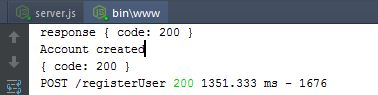 server.js bin\www
response { code: 200 }
Account created
{ code: 200 }
POST /registerUser 200 1351.333 ms - 1676